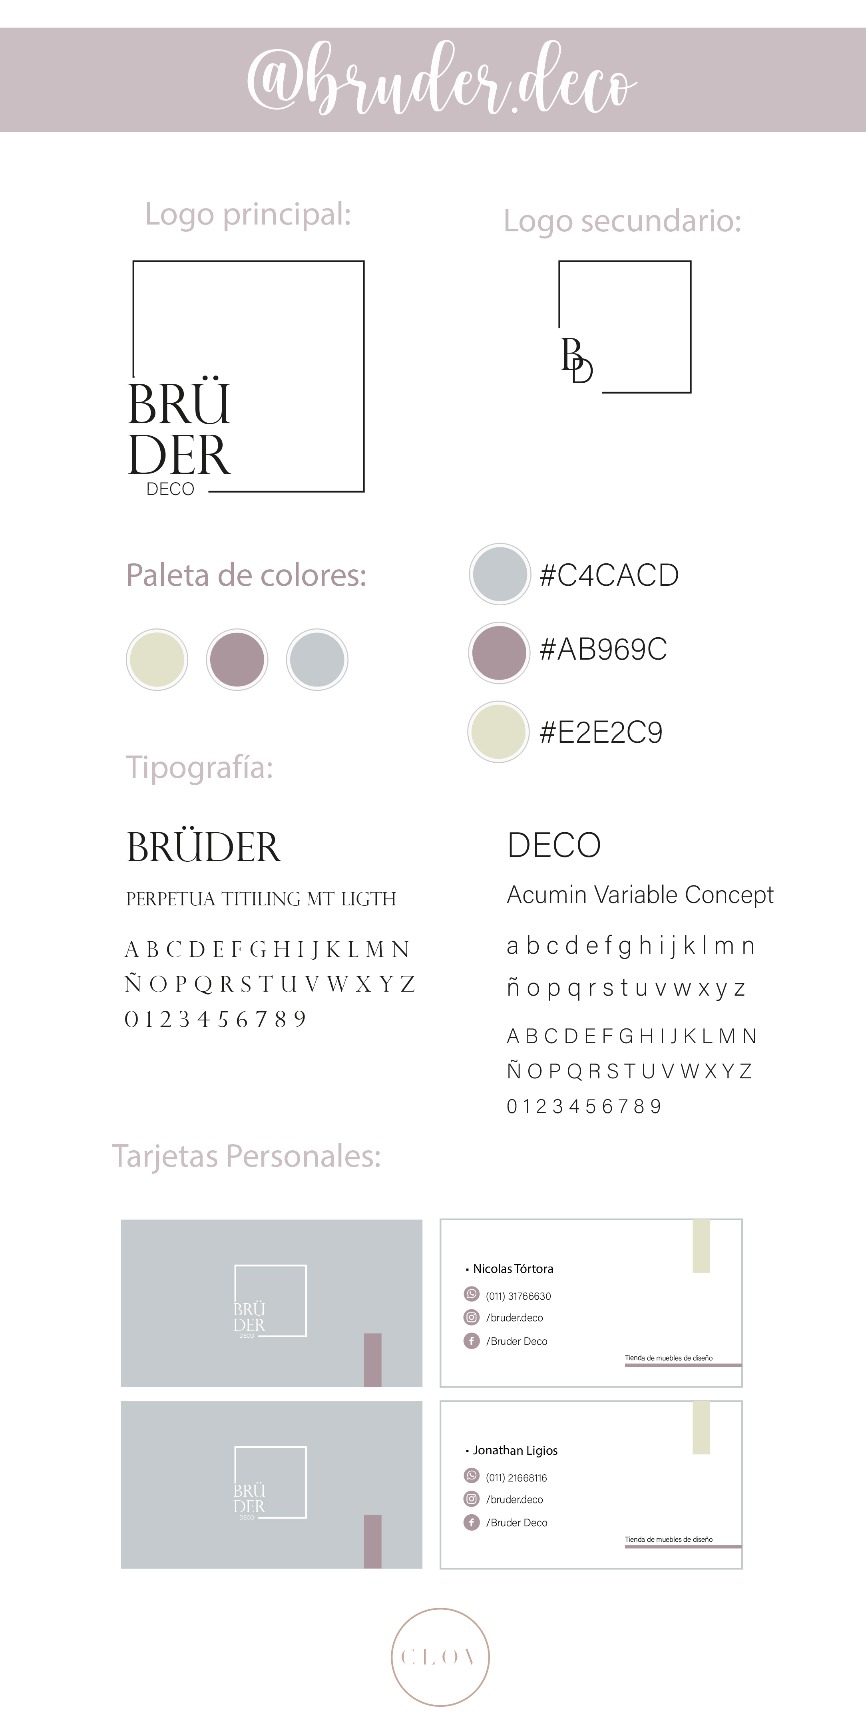 @bruder.deco
Logo principal:
Logo secundario:
BRÜ
DER
DECO
BD
Paleta de colores:
#C4CACD
#AB969C
#E2E2C9
Tipografía:
BRÜDER
PERPETUA TITILING MT LIGTH
A B C D E F G H I J K L M N
Ñ O P Q R S T U V W X Y Z
0 1 2 3 4 5 6 7 8 9
DECO
Acumin Variable Concept
a b c d e f g h i j k l m n
ñ o p q r s t u v w x y z
A B C D E F G H I J K L M N
Ñ O P Q R S T U V W X Y Z
0 1 2 3 4 5 6 7 8 9
Tarjetas Personales:
BRÜ
DER
DECO
• Nicolas Tórtora
(011) 31766630
/bruder.deco
/Bruder Deco
Tienda de muebles de diseño
BRÜ
DER
DECO
• Jonathan Ligios
(011) 21668116
/bruder.deco
/Bruder Deco
Tienda de muebles de diseño